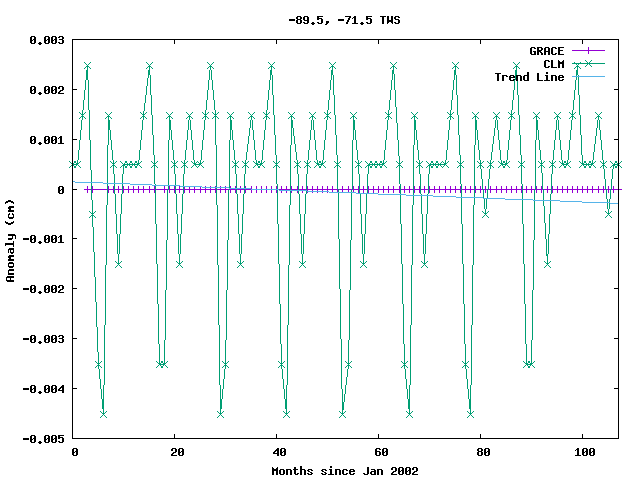 -89.5, -71.5 TWS
0.003
0.002
0.001
0
-0.001
-0.002
-0.003
-0.004
-0.005
Anomaly (cm)
GRACE
CLM
Trend Line
0 20 40 60 80 100
Months since Jan 2002